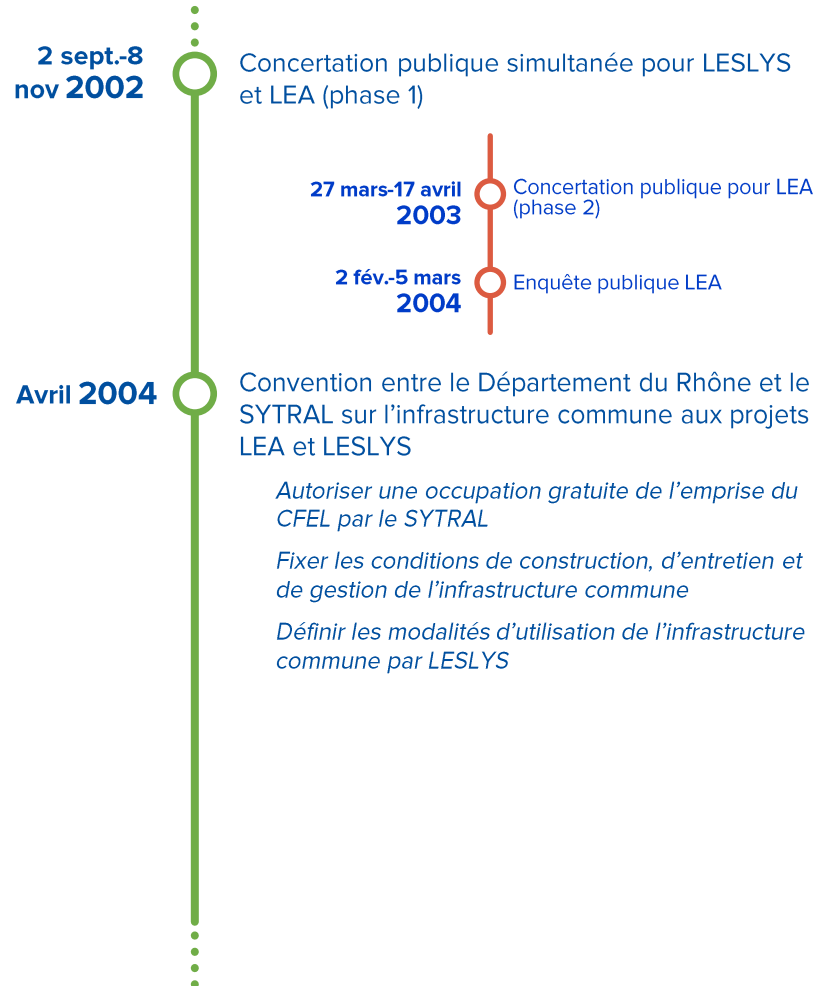 2 sept.-8
nov 2002
Concertation publique simultanée pour LESLYS
et LEA (phase 1)
27 mars-17 avril
2003
Concertation publique pour LEA
(phase 2)
2 fév.-5 mars
2004
Enquête publique LEA
Avril 2004
Convention entre le Département du Rhône et le
SYTRAL sur l’infrastructure commune aux projets
LEA et LESLYS
Autoriser une occupation gratuite de l’emprise du
CFEL par le SYTRAL
Fixer les conditions de construction, d’entretien et
de gestion de l’infrastructure commune
Définir les modalités d’utilisation de l’infrastructure
commune par LESLYS